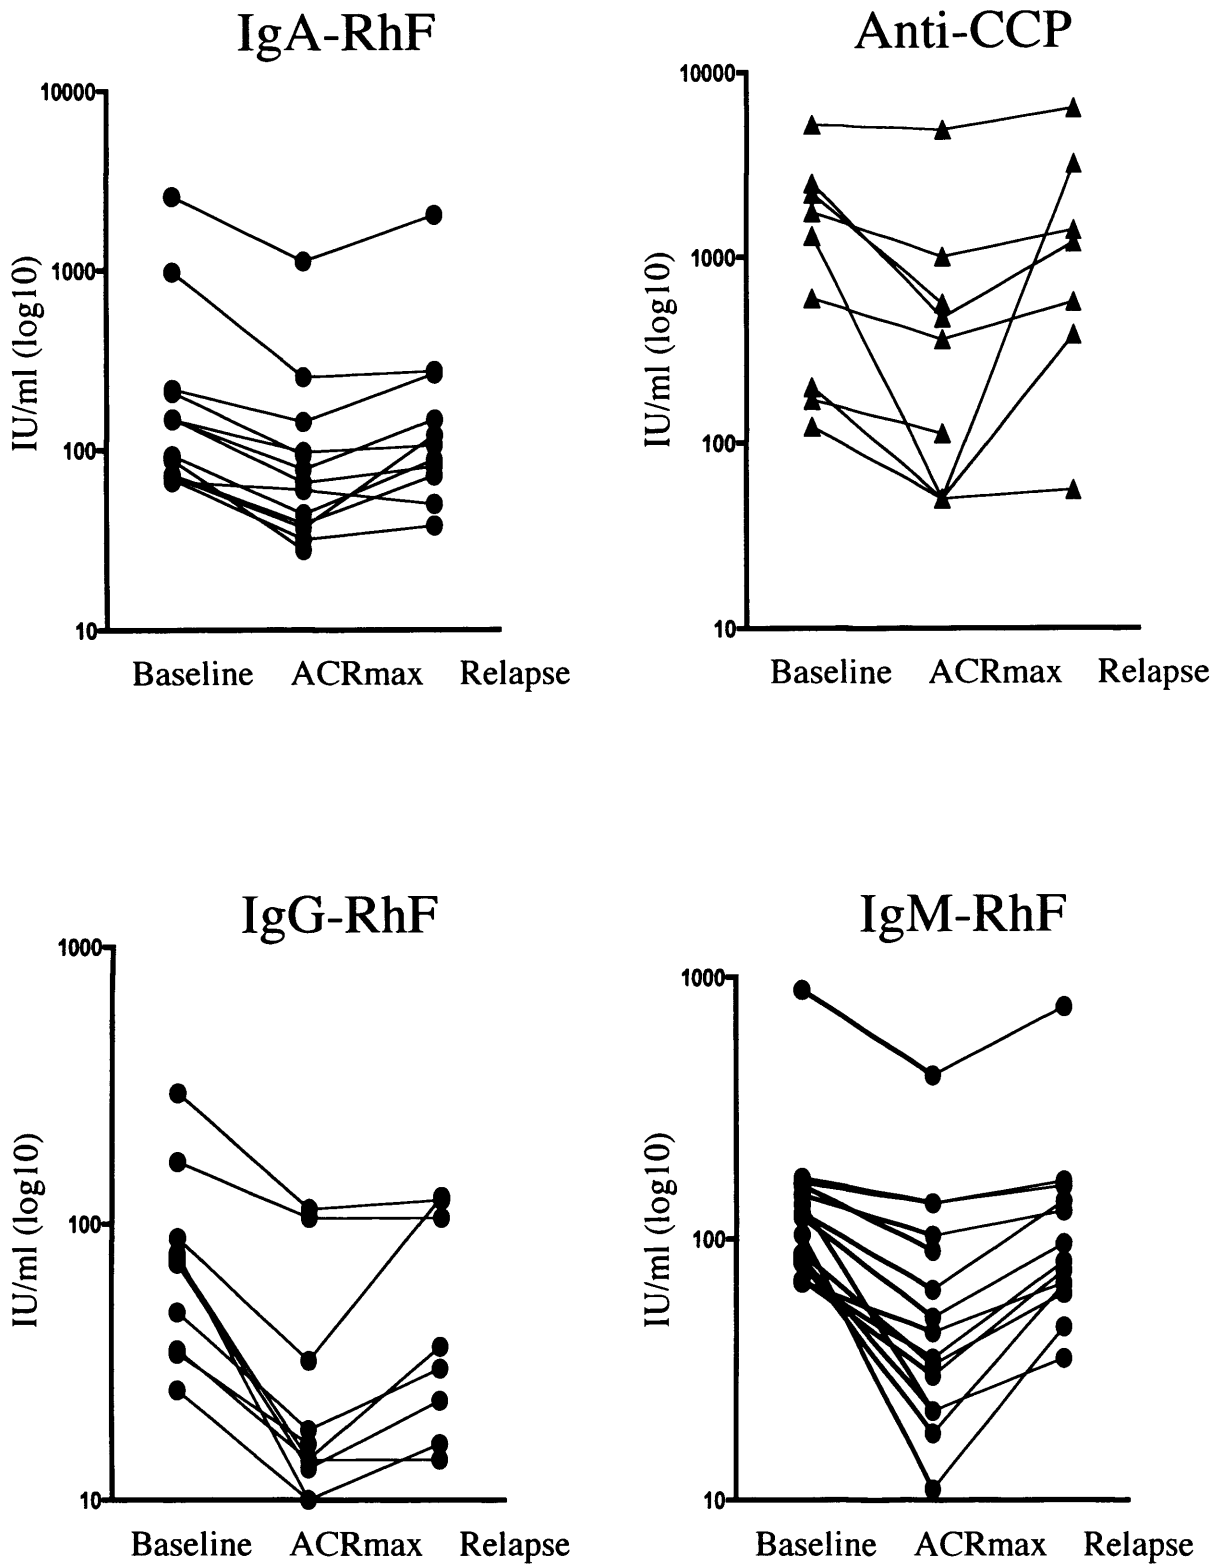 IgA-RhF
10000
1000
100
10
IU/ml (log10)
Baseline ACRmax Relapse
Anti-CCP
10000
1000
100
10
IU/ml (log10)
Baseline ACRmax Relapse
IgG-RhF
1000
100
10
IU/ml (log10)
Baseline ACRmax Relapse
IgM-RhF
1000
100
10
IU/ml (log10)
Baseline ACRmax Relapse